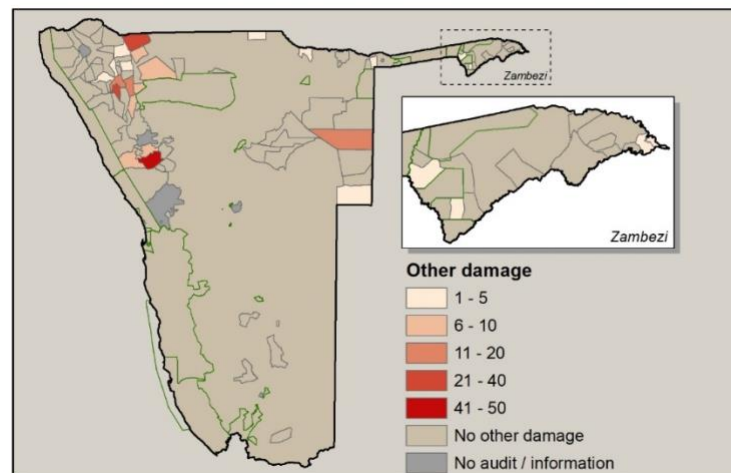 Zambezi
Zambezi
Other damage
1 - 5
6 - 10
11 - 20
21 - 40
41 - 50
No other damage
No audit / information